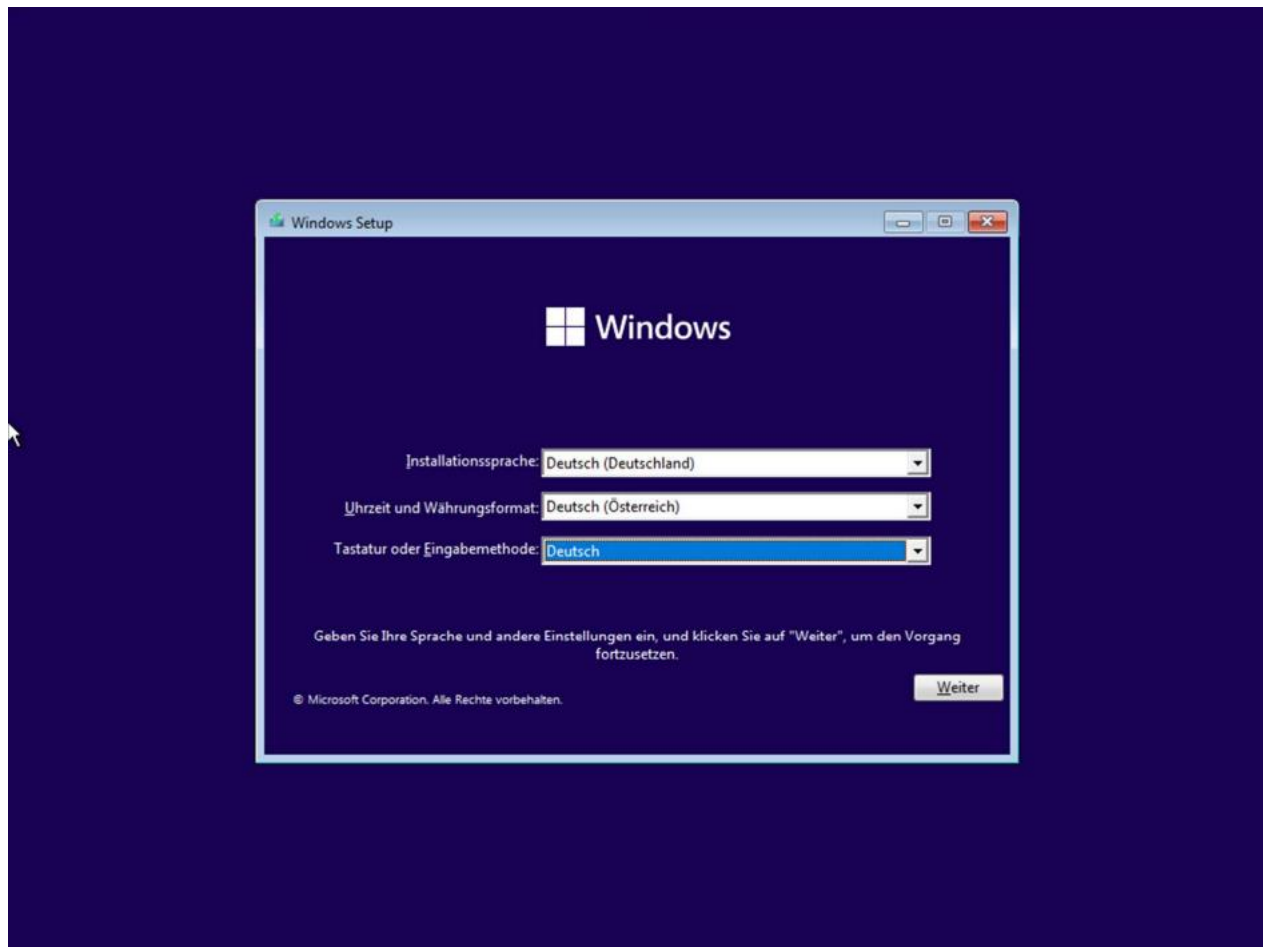 Windows Setup
Windows
Installationssprache: Deutsch (Deutschland)
Uhrzeit und Währungsformat: Deutsch (Österreich)
Tastatur oder Eingabemethode: Deutsch
Geben Sie Ihre Sprache und andere Einstellungen ein, und klicken Sie auf "Weiter", um den Vorgang
fortzusetzen.
Weiter
© Microsoft Corporation. Alle Rechte vorbehalten.